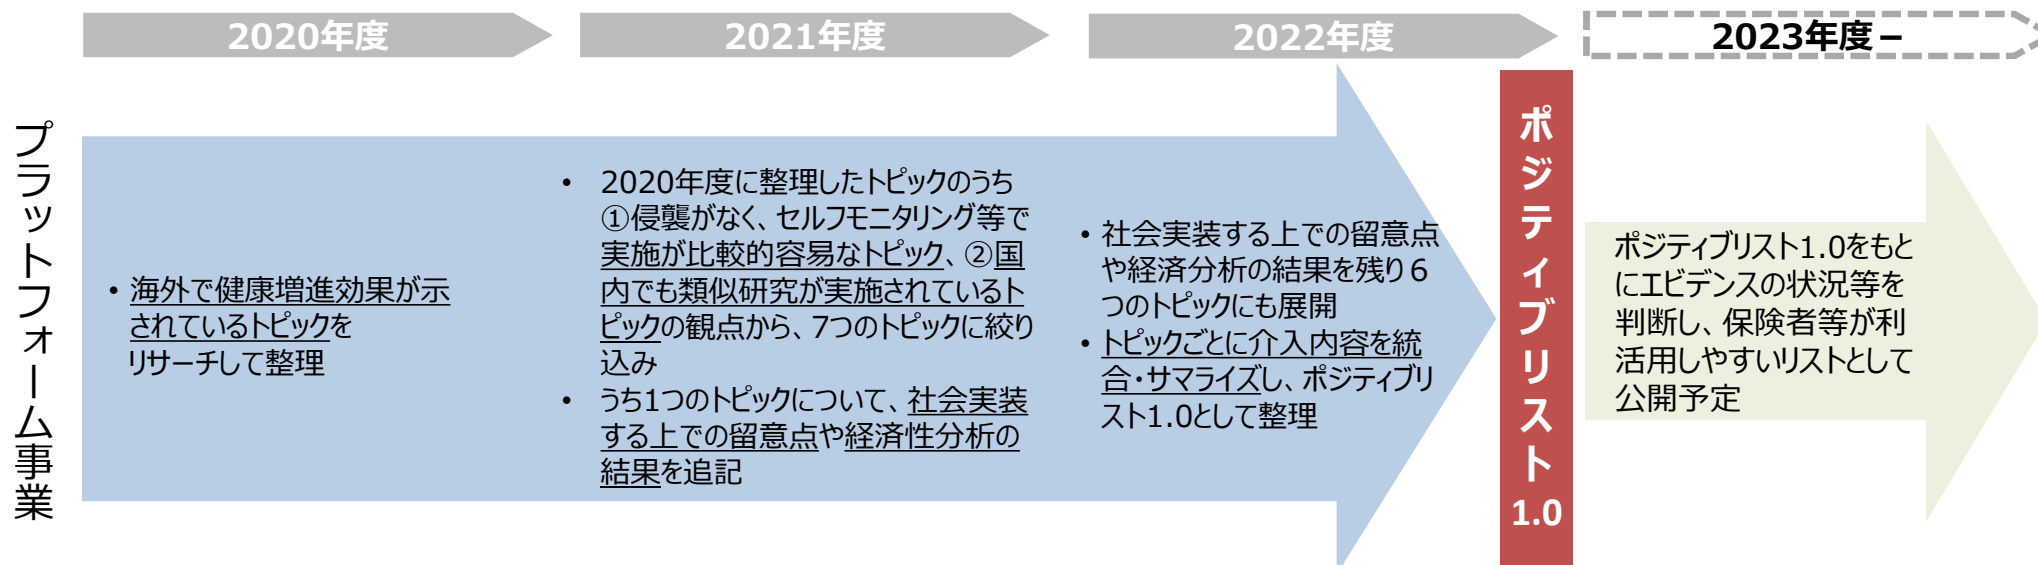 2020年度
2021年度
2022年度
2023年度－
プラットフォーム事業
• 海外で健康増進効果が示
されているトピックを
リサーチして整理
• 2020年度に整理したトピックのうち
①侵襲がなく、セルフモニタリング等で
実施が比較的容易なトピック、②国
内でも類似研究が実施されているト
ピックの観点から、7つのトピックに絞り
込み
• うち1つのトピックについて、社会実装
する上での留意点や経済性分析の
結果を追記
• 社会実装する上での留意点
や経済分析の結果を残り６
つのトピックにも展開
• トピックごとに介入内容を統
合・サマライズし、ポジティブリ
スト1.0として整理
ポジティブリスト1.0
ポジティブリスト1.0をもと
にエビデンスの状況等を
判断し、保険者等が利
活用しやすいリストとして
公開予定